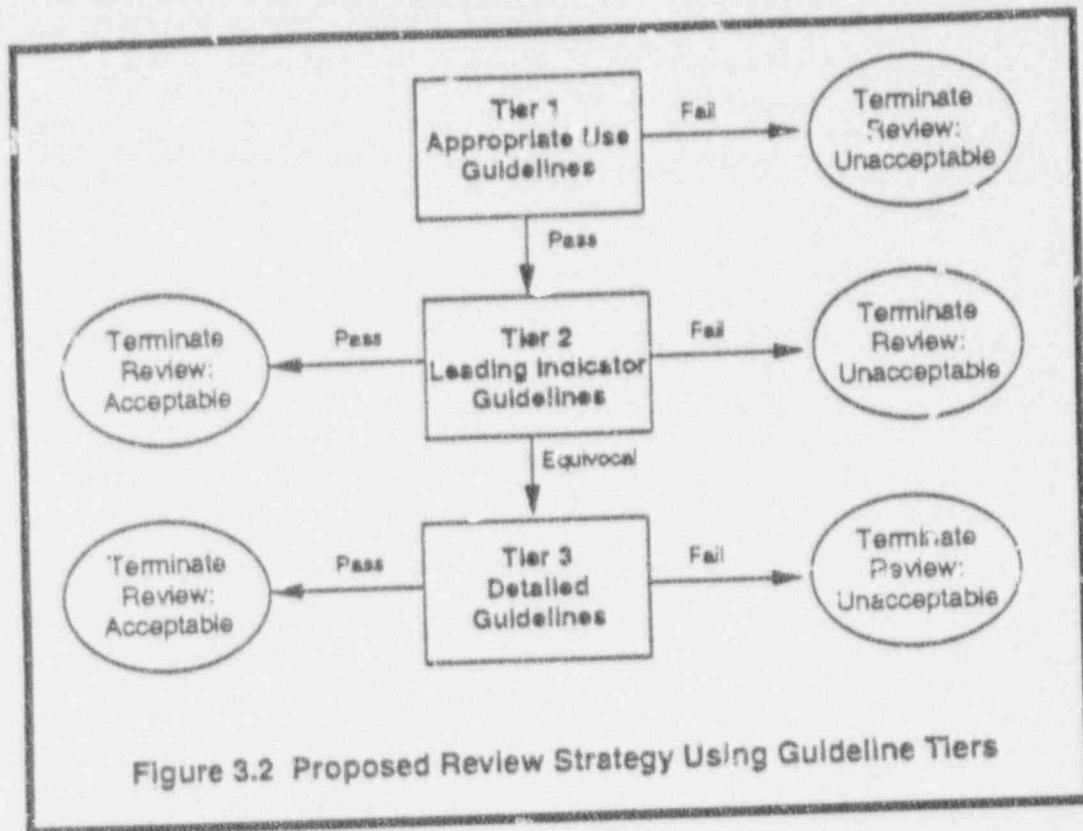 Tier 1
Appropriate Use
Guidelines
Fail
Terminate
Review:
Unacceptable
Pass
Terminate
Review:
Acceptable
Pass
Tier 2
Leading Indicator
Guidelines
Fail
Terminate
Review:
Unacceptable
Equivocal
Terminate
Review:
Acceptable
Pass
Tier 3
Detailed
Guidelines
Fail
Terminate
Review:
Unacceptable
Figure 3.2 Proposed Review Strategy Using Guideline Tiers